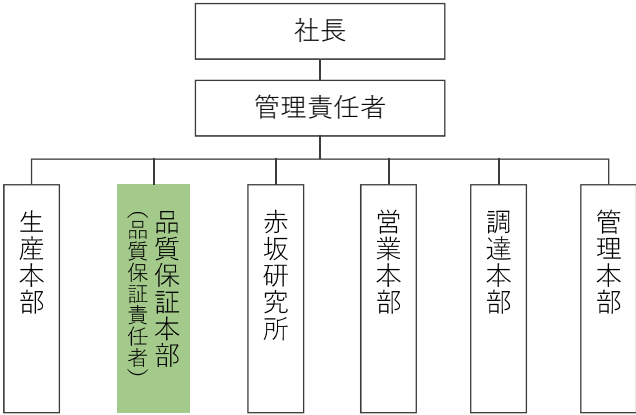 社長
管理責任者
生産本部
品質保証本部
(品質保証責任者)
赤坂研究所
営業本部
調達本部
管理本部